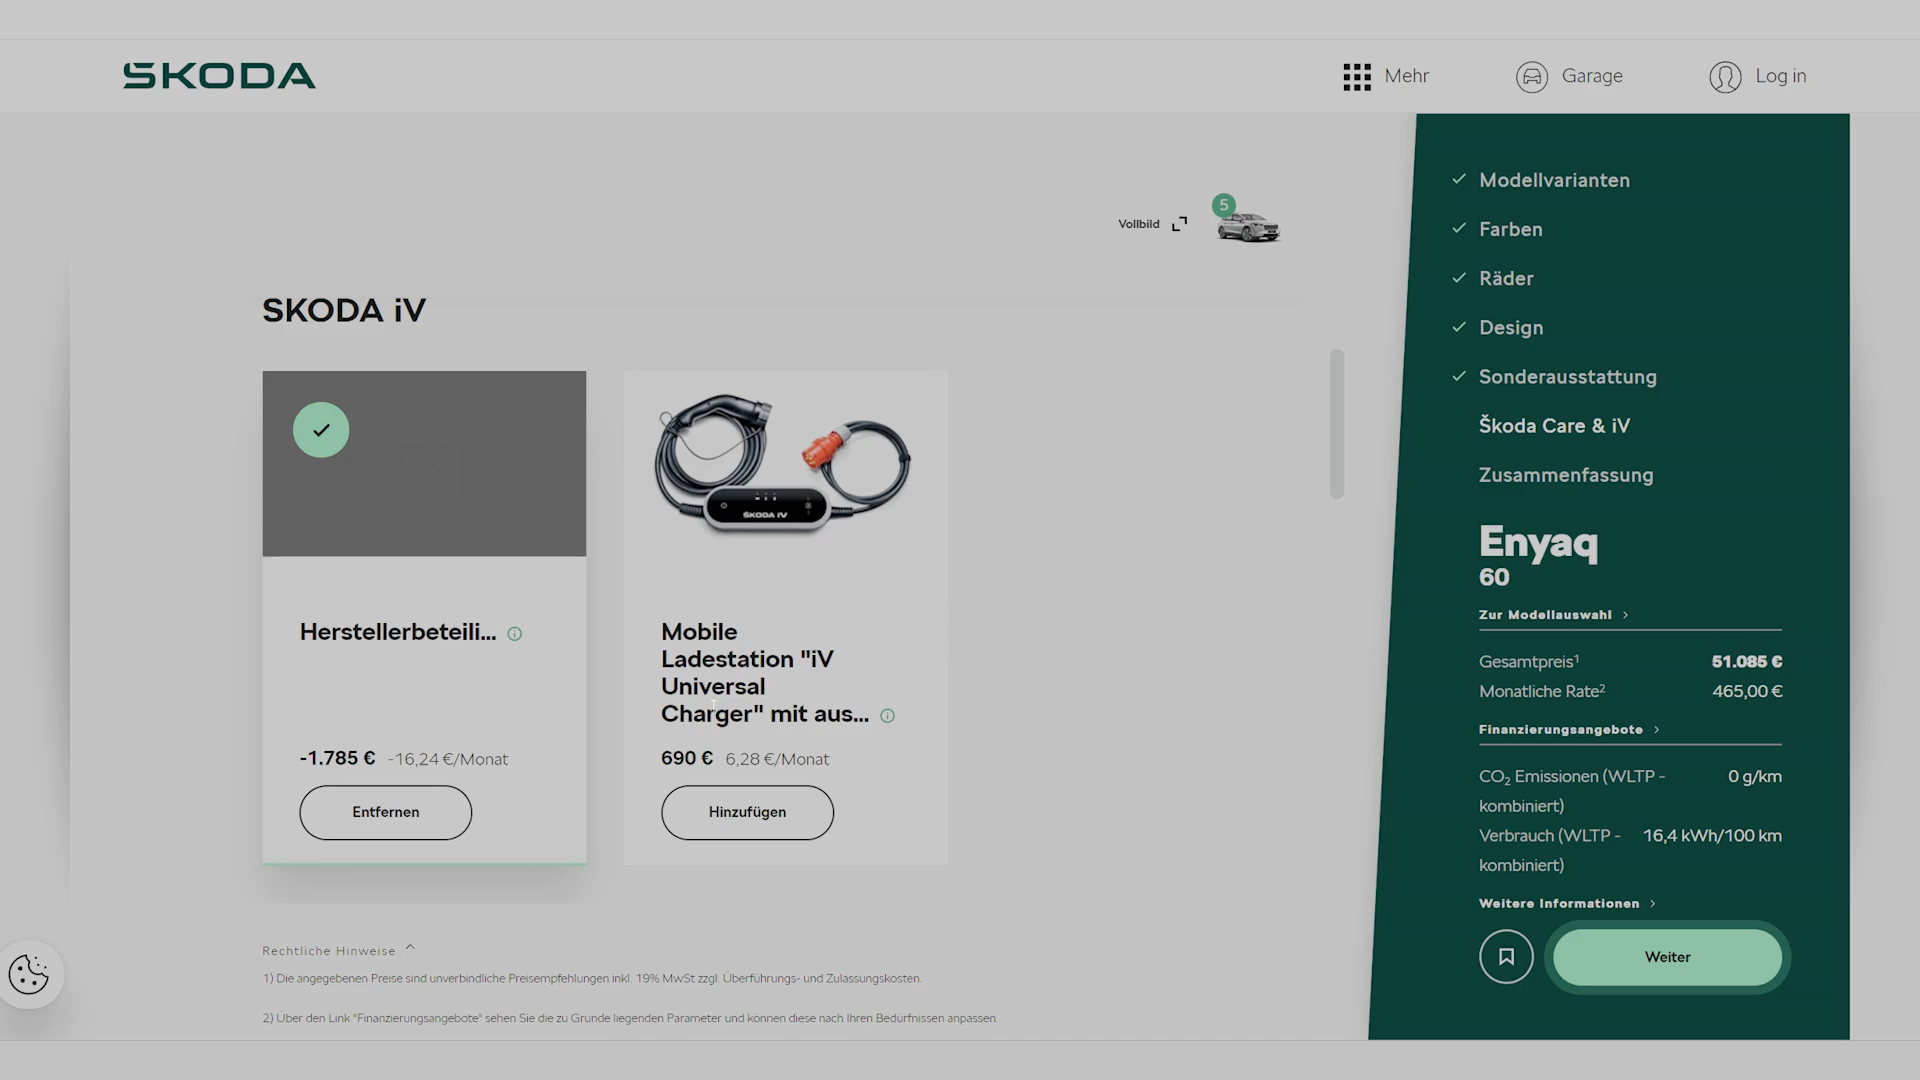 ŠKODA
Mehr
Garage
Log in
Vollbild
5
SKODA iV
Herstellerbeteili...
-1.785 € -16,24 €/Monat
Entfernen
ŠKODA iV
Mobile
Ladestation "iV
Universal
Charger" mit aus...
690 € 6,28 €/Monat
Hinzufügen
Rechtliche Hinweise
1) Die angegebenen Preise sind unverbindliche Preisempfehlungen inkl. 19% MwSt zzgl. Überführungs- und Zulassungskosten.
2) Über den Link "Finanzierungsangebote" sehen Sie die zu Grunde liegenden Parameter und können diese nach Ihren Bedürfnissen anpassen.
Modellvarianten
Farben
Räder
Design
Sonderausstattung
Škoda Care & iV
Zusammenfassung
Enyaq
60
Zur Modellauswahl
Gesamtpreis¹ 51.085 €
Monatliche Rate² 465,00 €
Finanzierungsangebote
CO₂ Emissionen (WLTP - 0 g/km
kombiniert)
Verbrauch (WLTP - 16,4 kWh/100 km
kombiniert)
Weitere Informationen
Weiter